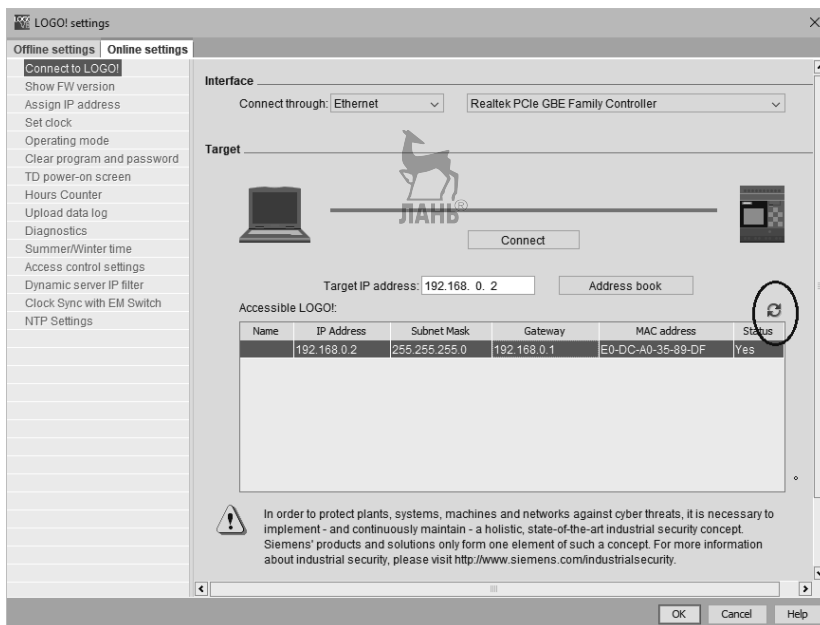 LOGO! settings
Offline settings Online settings
Connect to LOGO!
Show FW version
Assign IP address
Set clock
Operating mode
Clear program and password
TD power-on screen
Hours Counter
Upload data log
Diagnostics
Summer/Winter time
Access control settings
Dynamic server IP filter
Clock Sync with EM Switch
NTP Settings
Interface
Connect through: Ethernet Realtek PCIe GBE Family Controller
Target
ЛАНЬ®
Connect
Target IP address: 192.168. 0. 2 Address book
Accessible LOGO!:
Name IP Address Subnet Mask Gateway MAC address Status
192.168.0.2 255.255.255.0 192.168.0.1 E0-DC-A0-35-89-DF Yes
In order to protect plants, systems, machines and networks against cyber threats, it is necessary to
implement - and continuously maintain - a holistic, state-of-the-art industrial security concept.
Siemens' products and solutions only form one element of such a concept. For more information
about industrial security, please visit http://www.siemens.com/industrialsecurity.
OK Cancel Help